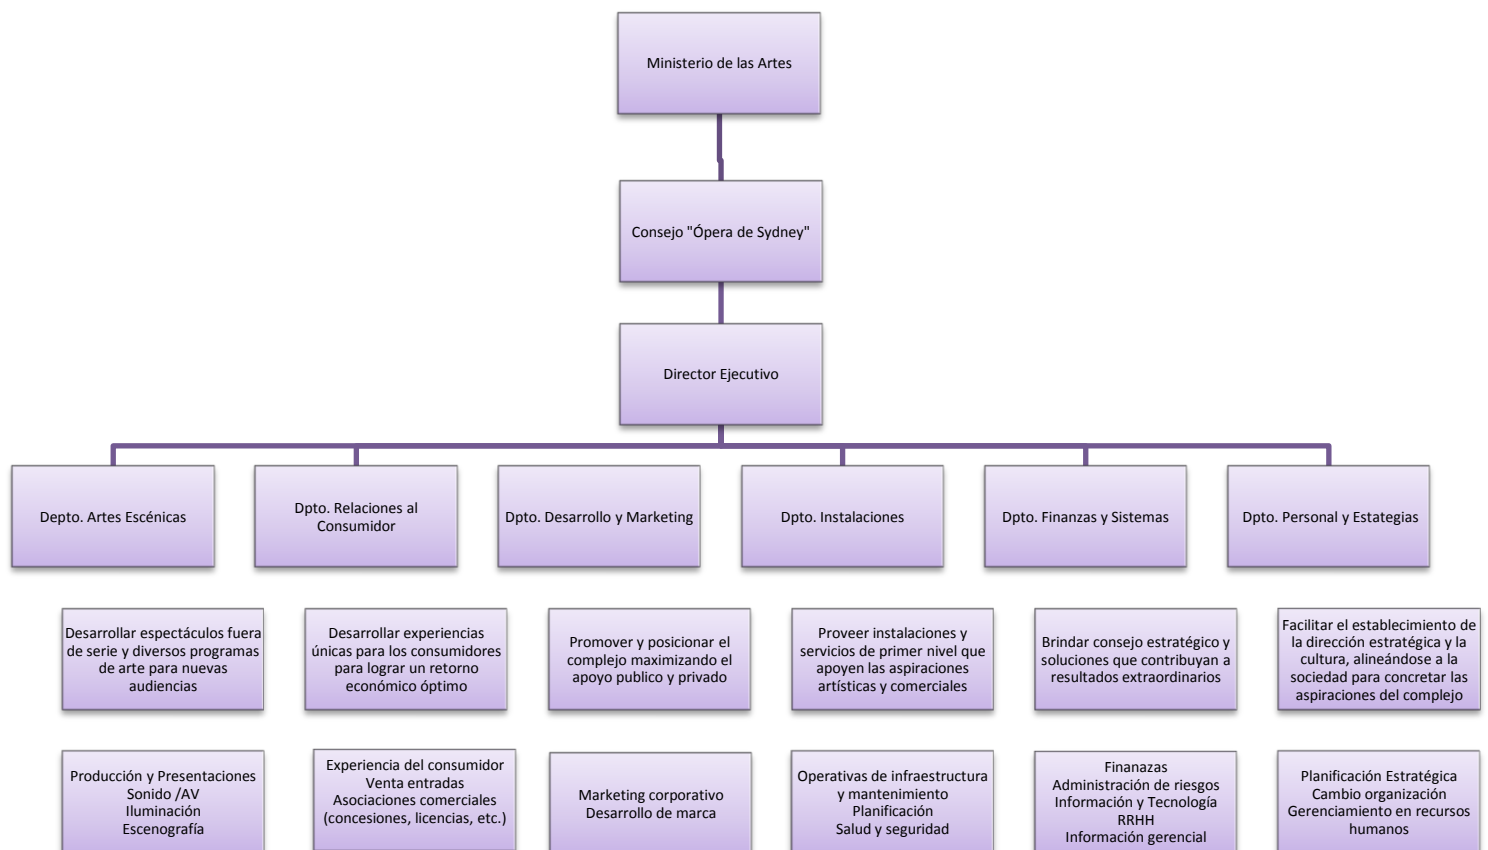 Ministerio de las Artes
Consejo "Ópera de Sydney"
Director Ejecutivo
Depto. Artes Escénicas
Dpto. Relaciones al
Consumidor
Dpto. Desarrollo y Marketing
Dpto. Instalaciones
Dpto. Finanzas y Sistemas
Dpto. Personal y Estategias
Desarrollar espectáculos fuera
de serie y diversos programas
de arte para nuevas
audiencias
Desarrollar experiencias
únicas para los consumidores
para lograr un retorno
económico óptimo
Promover y posicionar el
complejo maximizando el
apoyo publico y privado
Proveer instalaciones y
servicios de primer nivel que
apoyen las aspiraciones
artísticas y comerciales
Brindar consejo estratégico y
soluciones que contribuyan a
resultados extraordinarios
Facilitar el establecimiento de
la dirección estratégica y la
cultura, alineándose a la
sociedad para concretar las
aspiraciones del complejo
Producción y Presentaciones
Sonido /AV
Iluminación
Escenografía
Experiencia del consumidor
Venta entradas
Asociaciones comerciales
(concesiones, licencias, etc.)
Marketing corporativo
Desarrollo de marca
Operativas de infraestructura
y mantenimiento
Planificación
Salud y seguridad
Finanazas
Administración de riesgos
Información y Tecnología
RRHH
Información gerencial
Planificación Estratégica
Cambio organización
Gerenciamiento en recursos
humanos